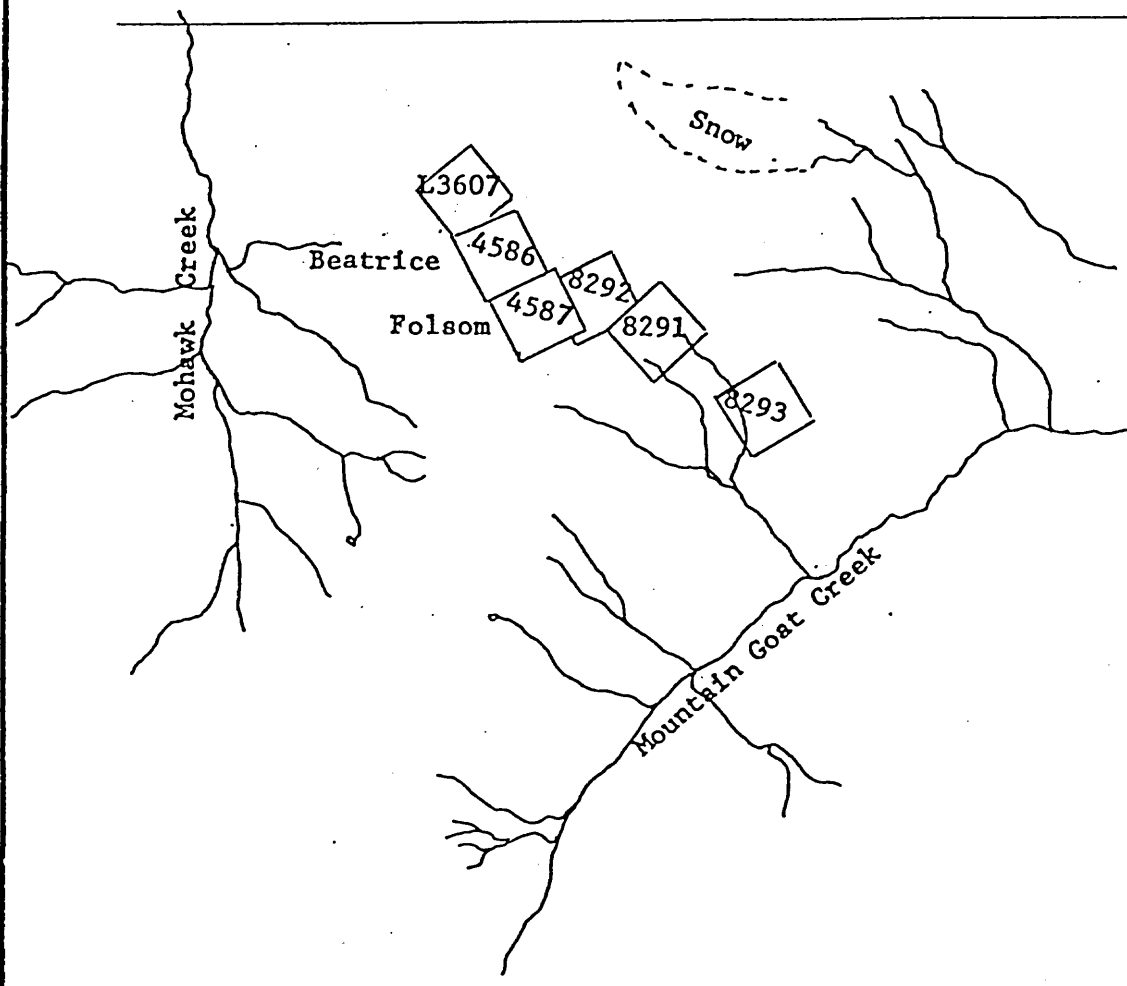 Snow
L3607
4586
Beatrice
8292
4587
Folsom
8291
8293
Mohawk Creek
Mountain Goat Creek